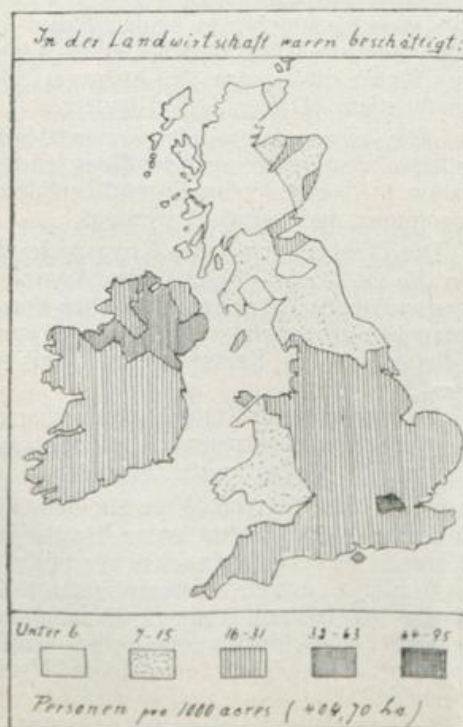 In der Landwirtschaft waren beschäftigt:
Unter 6 7-15 16-31 32-63 64-95
Personen pro 1000 acres (404,70 ha)